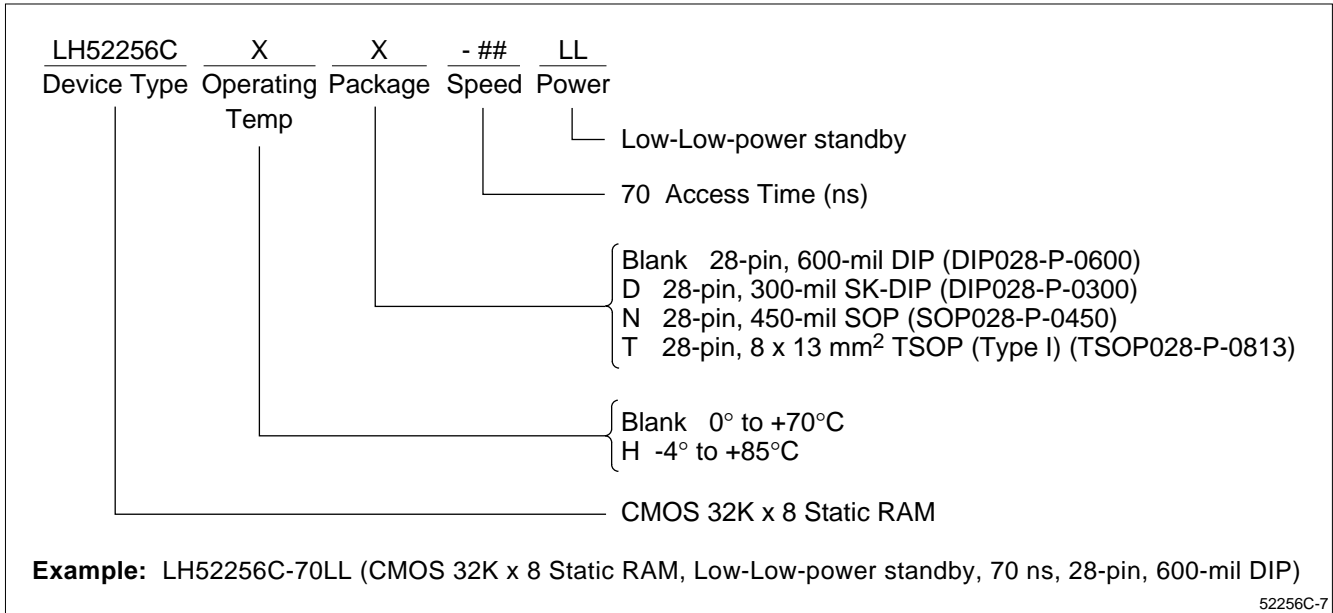 LH52256C X X - ## LL
Device Type Operating Temp Package Speed Power
Low-Low-power standby
70 Access Time (ns)
Blank 28-pin, 600-mil DIP (DIP028-P-0600)
D 28-pin, 300-mil SK-DIP (DIP028-P-0300)
N 28-pin, 450-mil SOP (SOP028-P-0450)
T 28-pin, 8 x 13 mm² TSOP (Type I) (TSOP028-P-0813)
Blank 0° to +70°C
H -4° to +85°C
CMOS 32K x 8 Static RAM
Example: LH52256C-70LL (CMOS 32K x 8 Static RAM, Low-Low-power standby, 70 ns, 28-pin, 600-mil DIP)
52256C-7